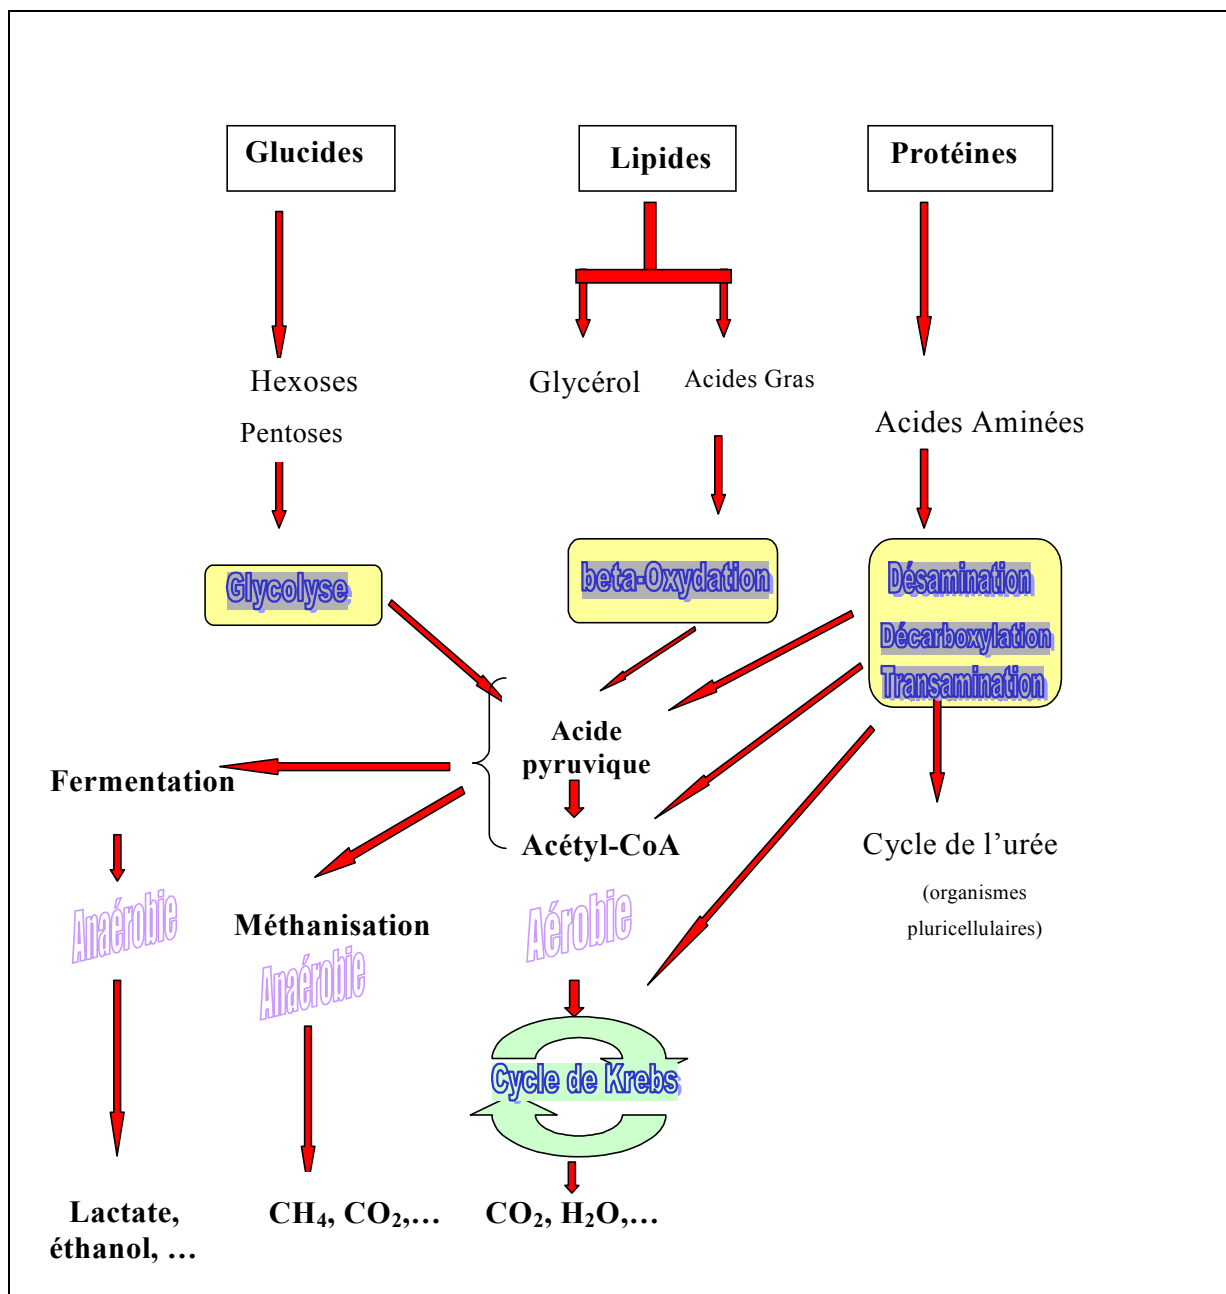 Glucides
Lipides
Protéines
Hexoses
Pentoses
Glycérol
Acides Gras
Acides Aminées
Glycolyse
beta-Oxydation
Désamination
Décarboxylation
Transamination
Acide
pyruvique
Fermentation
Acétyl-CoA
Cycle de l’urée
(organismes
pluricellulaires)
Anaérobie
Méthanisation
Anaérobie
Aérobie
Cycle de Krebs
Lactate,
éthanol, …
CH₄, CO₂,…
CO₂, H₂O,…